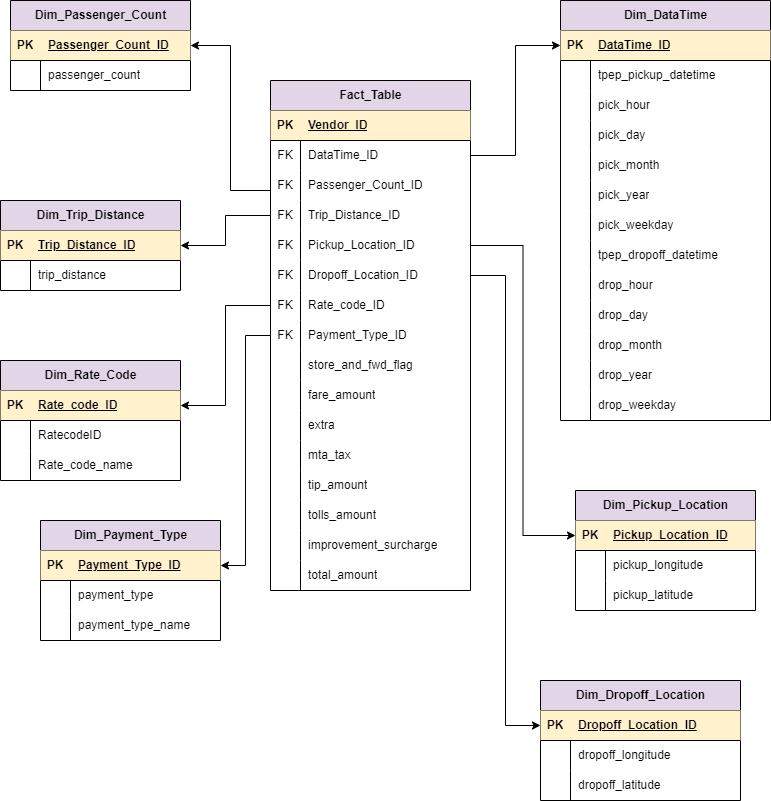 Dim_Passenger_Count
PK Passenger_Count_ID
passenger_count
Dim_Trip_Distance
PK Trip_Distance_ID
trip_distance
Dim_Rate_Code
PK Rate_code_ID
RatecodeID
Rate_code_name
Dim_Payment_Type
PK Payment_Type_ID
payment_type
payment_type_name
Fact_Table
PK Vendor_ID
FK DataTime_ID
FK Passenger_Count_ID
FK Trip_Distance_ID
FK Pickup_Location_ID
FK Dropoff_Location_ID
FK Rate_code_ID
FK Payment_Type_ID
store_and_fwd_flag
fare_amount
extra
mta_tax
tip_amount
tolls_amount
improvement_surcharge
total_amount
Dim_DataTime
PK DataTime_ID
tpep_pickup_datetime
pick_hour
pick_day
pick_month
pick_year
pick_weekday
tpep_dropoff_datetime
drop_hour
drop_day
drop_month
drop_year
drop_weekday
Dim_Pickup_Location
PK Pickup_Location_ID
pickup_longitude
pickup_latitude
Dim_Dropoff_Location
PK Dropoff_Location_ID
dropoff_longitude
dropoff_latitude